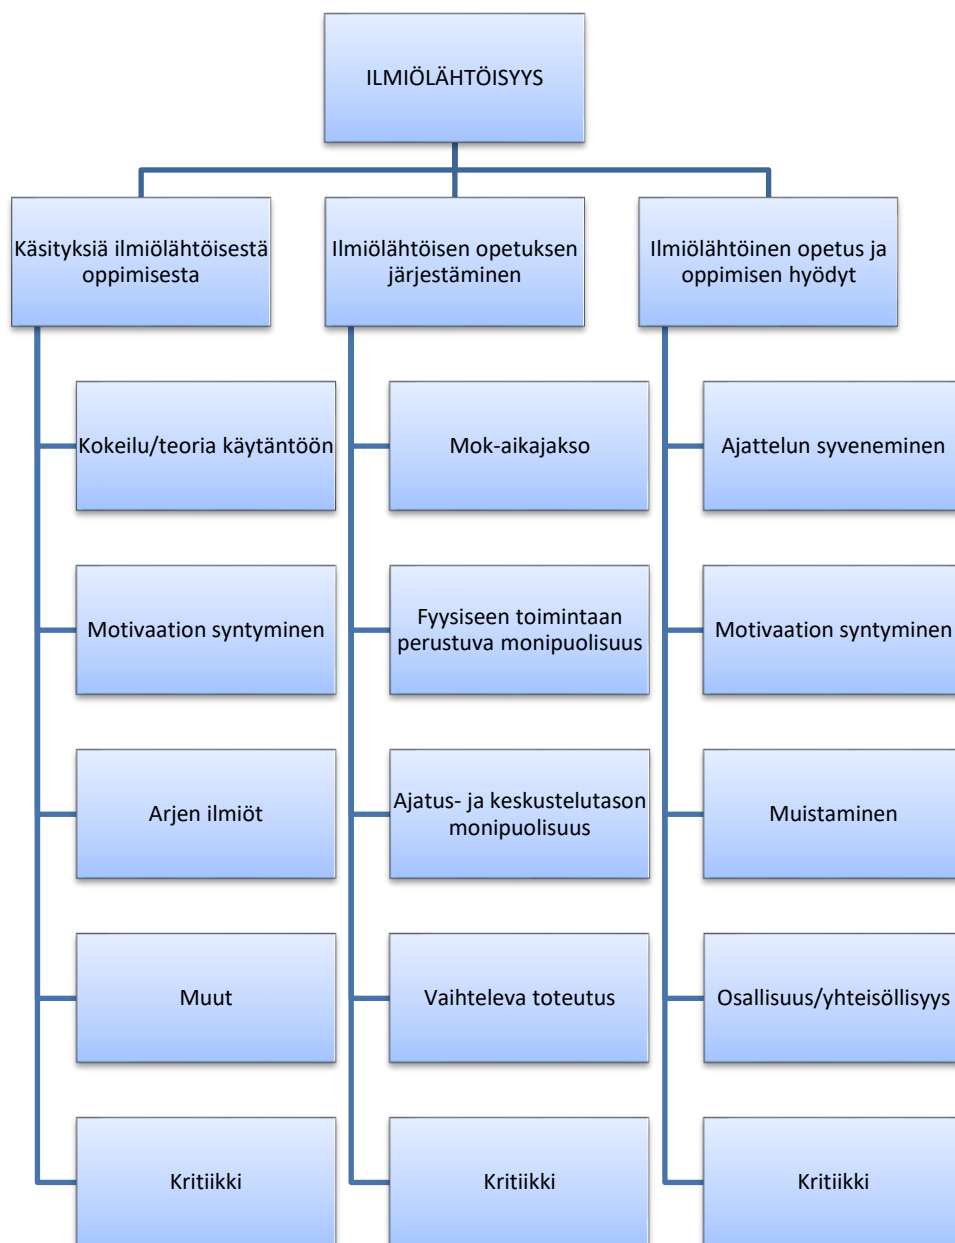 ILMIÖLÄHTÖISYYS
Käsityksiä ilmiölähtöisestä
oppimisesta
Kokeilu/teoria käytäntöön
Motivaation syntyminen
Arjen ilmiöt
Muut
Kritiikki
Ilmiölähtöisen opetuksen
järjestäminen
Mok-aikajakso
Fyysiseen toimintaan
perustuva monipuolisuus
Ajatus- ja keskustelutason
monipuolisuus
Vaihteleva toteutus
Kritiikki
Ilmiölähtöinen opetus ja
oppimisen hyödyt
Ajattelun syveneminen
Motivaation syntyminen
Muistaminen
Osallisuus/yhteisöllisyys
Kritiikki